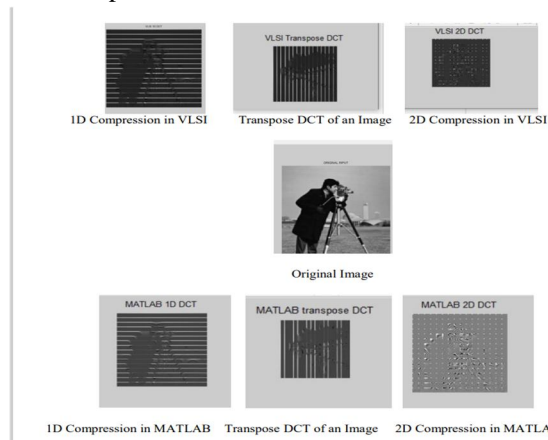 VLSI Transpose DCT
VLSI 2D DCT
1D Compression in VLSI
Transpose DCT of an Image
2D Compression in VLSI
ORIGINAL INPUT
Original Image
MATLAB 1D DCT
MATLAB transpose DCT
MATLAB 2D DCT
1D Compression in MATLAB
Transpose DCT of an Image
2D Compression in MATLA